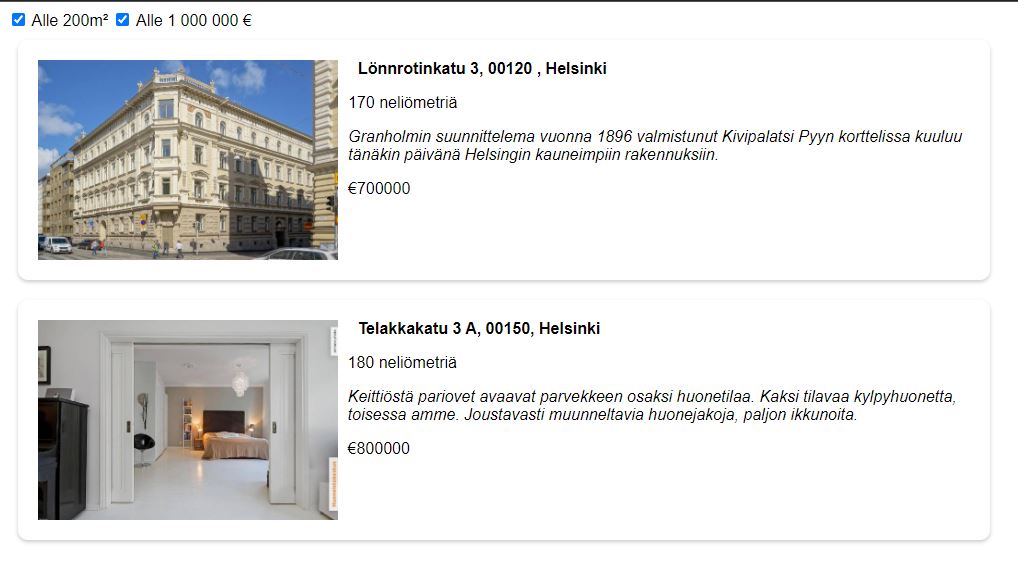 Alle 200m² Alle 1 000 000 €
Lönnrotinkatu 3, 00120 , Helsinki
170 neliömetriä
Granholmin suunnittelema vuonna 1896 valmistunut Kivipalatsi Pyyn korttelissa kuuluu
tänäkin päivänä Helsingin kauneimpiin rakennuksiin.
€700000
Telakkakatu 3 A, 00150, Helsinki
180 neliömetriä
Keittiöstä pariovet avaavat parvekkeen osaksi huonetilaa. Kaksi tilavaa kylpyhuonetta,
toisessa amme. Joustavasti muunneltavia huonejakoja, paljon ikkunoita.
€800000